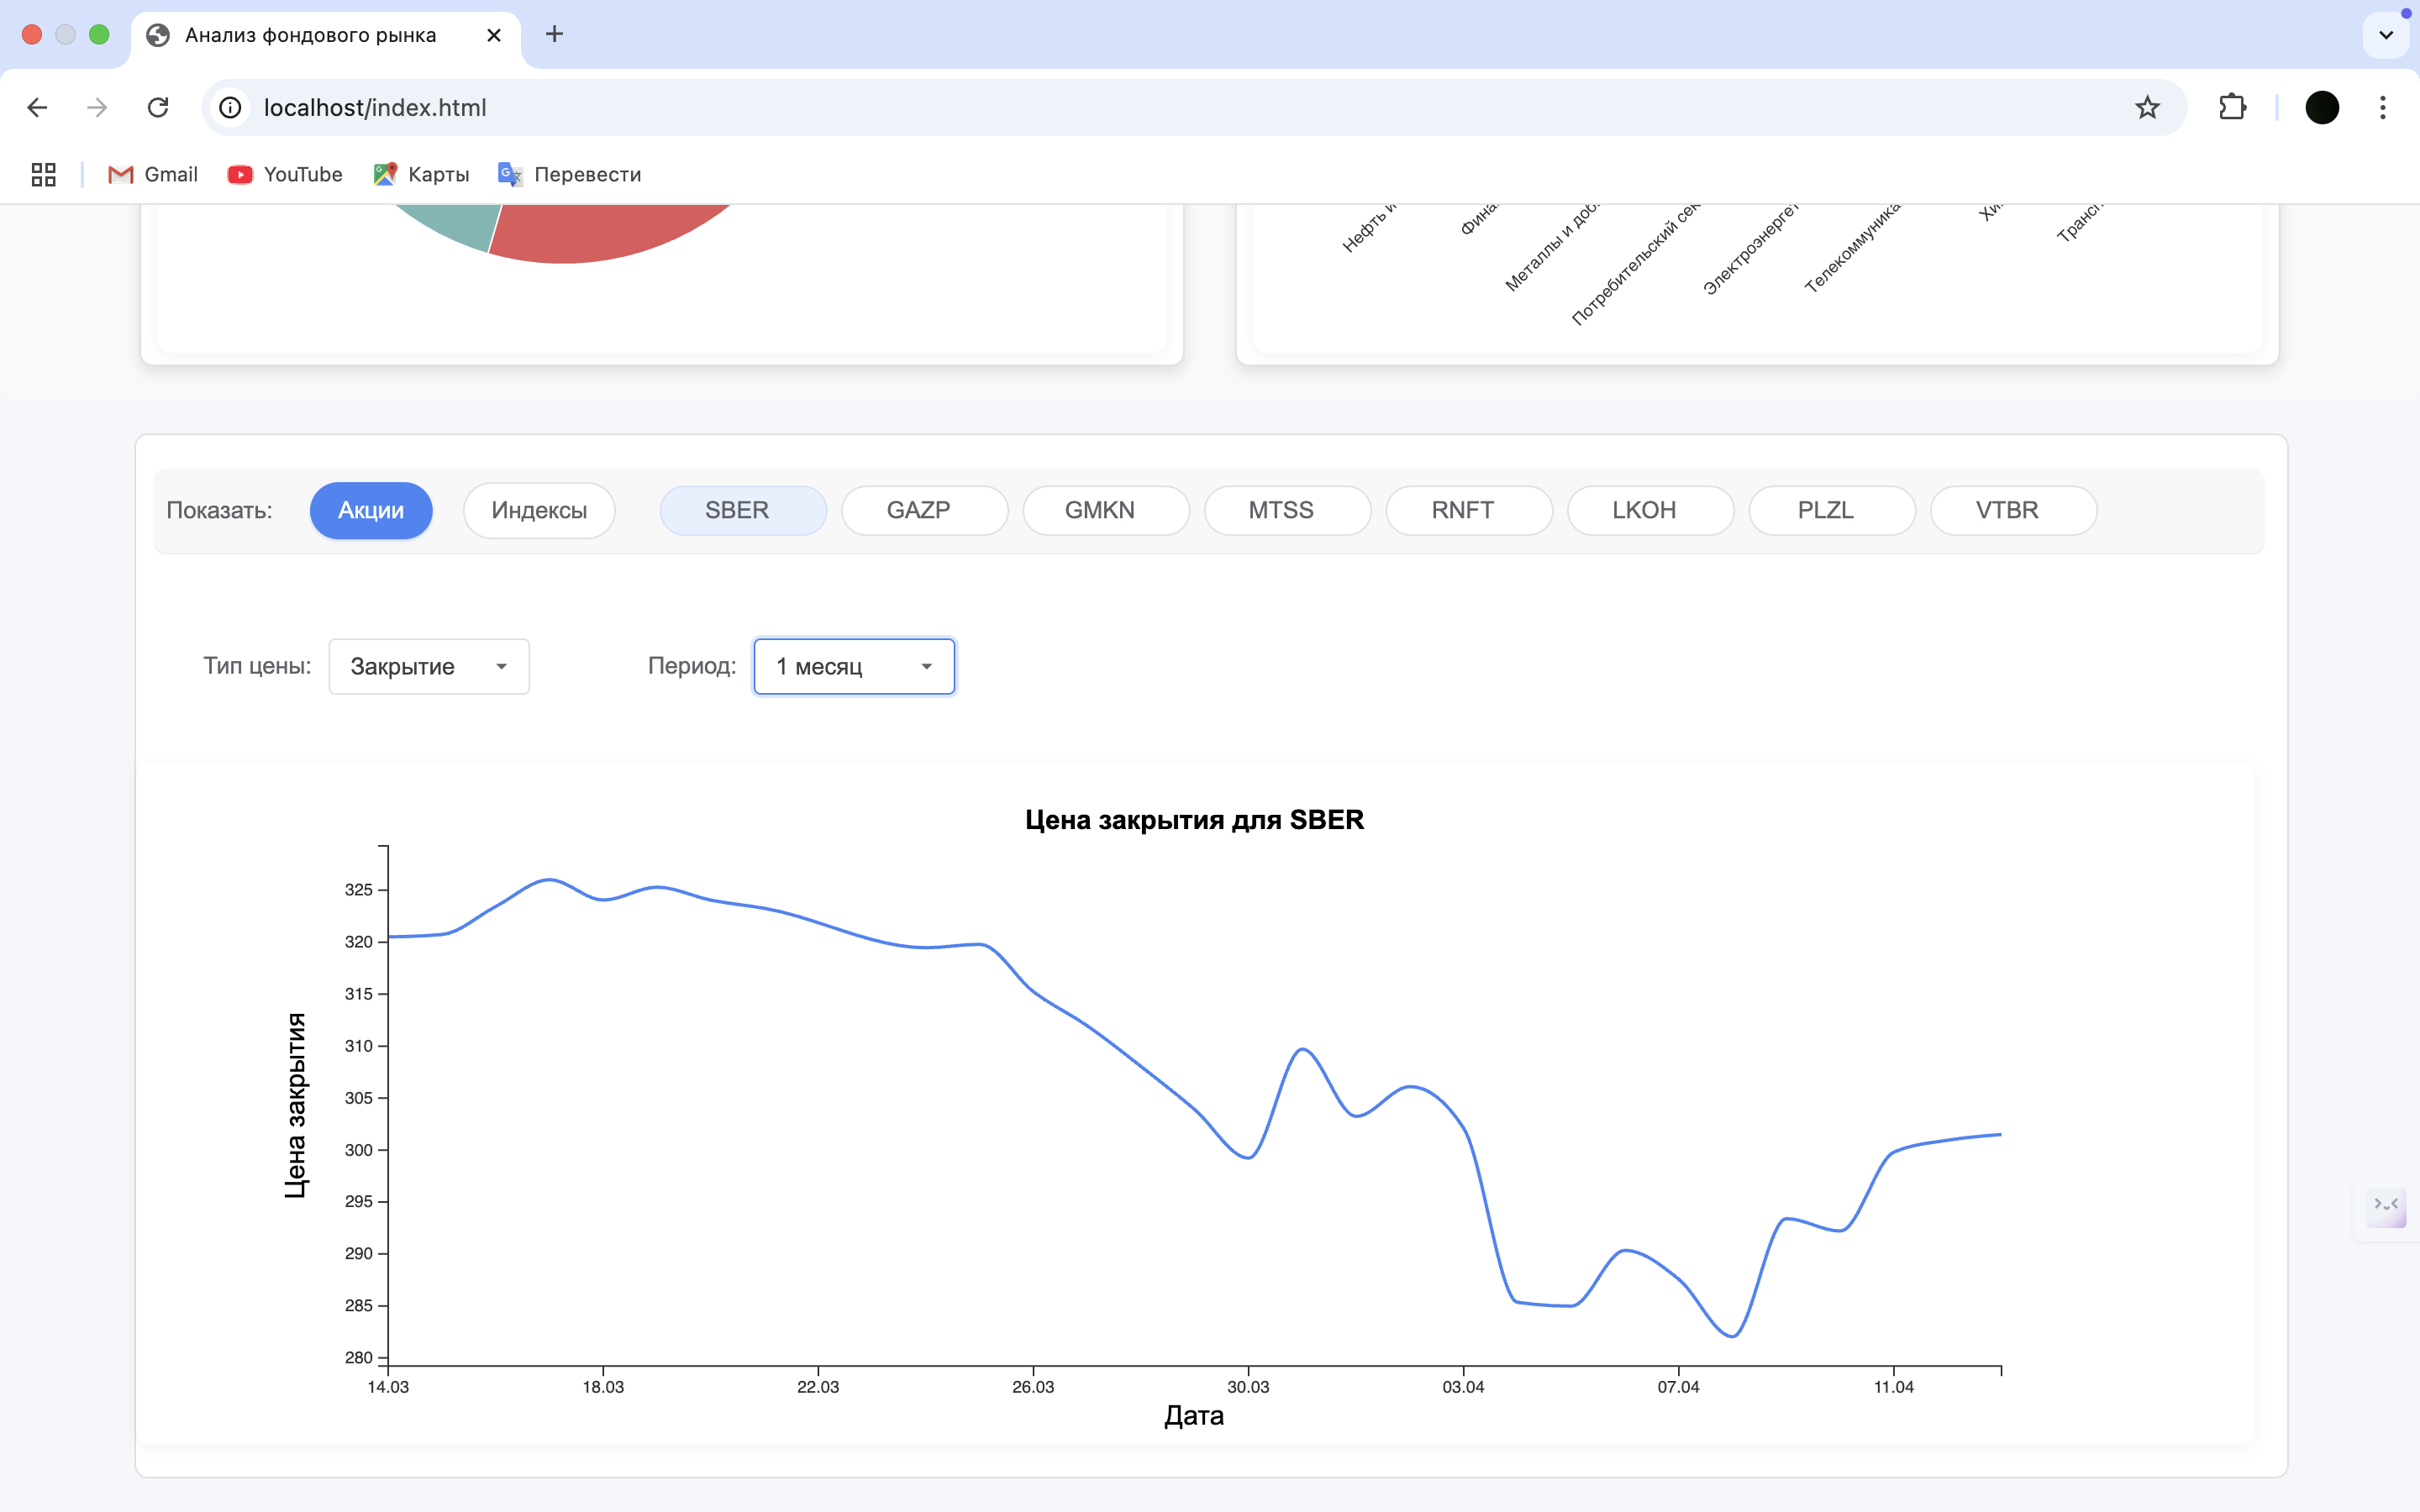 Анализ фондового рынка
localhost/index.html
Gmail YouTube Карты Перевести
Нефть и
Фина
Металлы и доб
Потребительский сек
Электроэнергет
Телекоммуника
Хи
Трансп
Показать: Акции Индексы SBER GAZP GMKN MTSS RNFT LKOH PLZL VTBR
Тип цены: Закрытие Период: 1 месяц
Цена закрытия для SBER
Цена закрытия
325
320
315
310
305
300
295
290
285
280
14.03 18.03 22.03 26.03 30.03 03.04 07.04 11.04
Дата